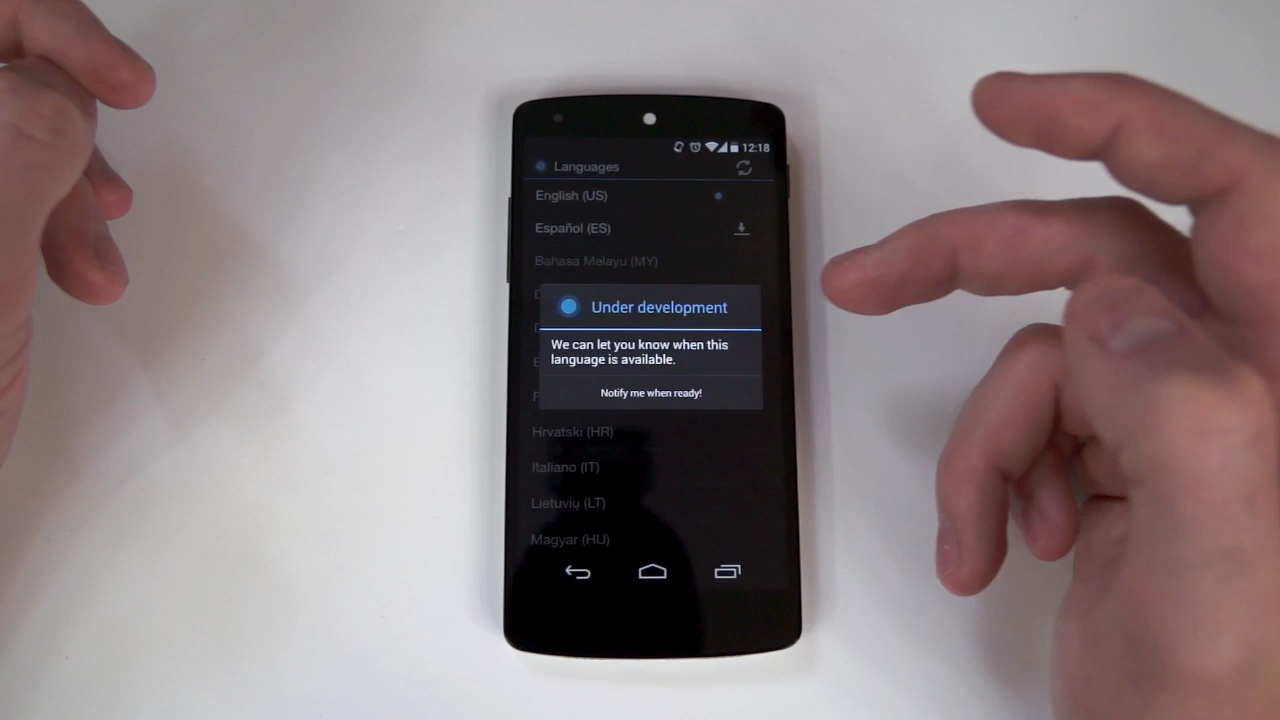 12:18
Languages
English (US)
Español (ES)
Bahasa Melayu (MY)
D
D
E
F
Under development
We can let you know when this
language is available.
Notify me when ready!
Hrvatski (HR)
Italiano (IT)
Lietuvių (LT)
Magyar (HU)